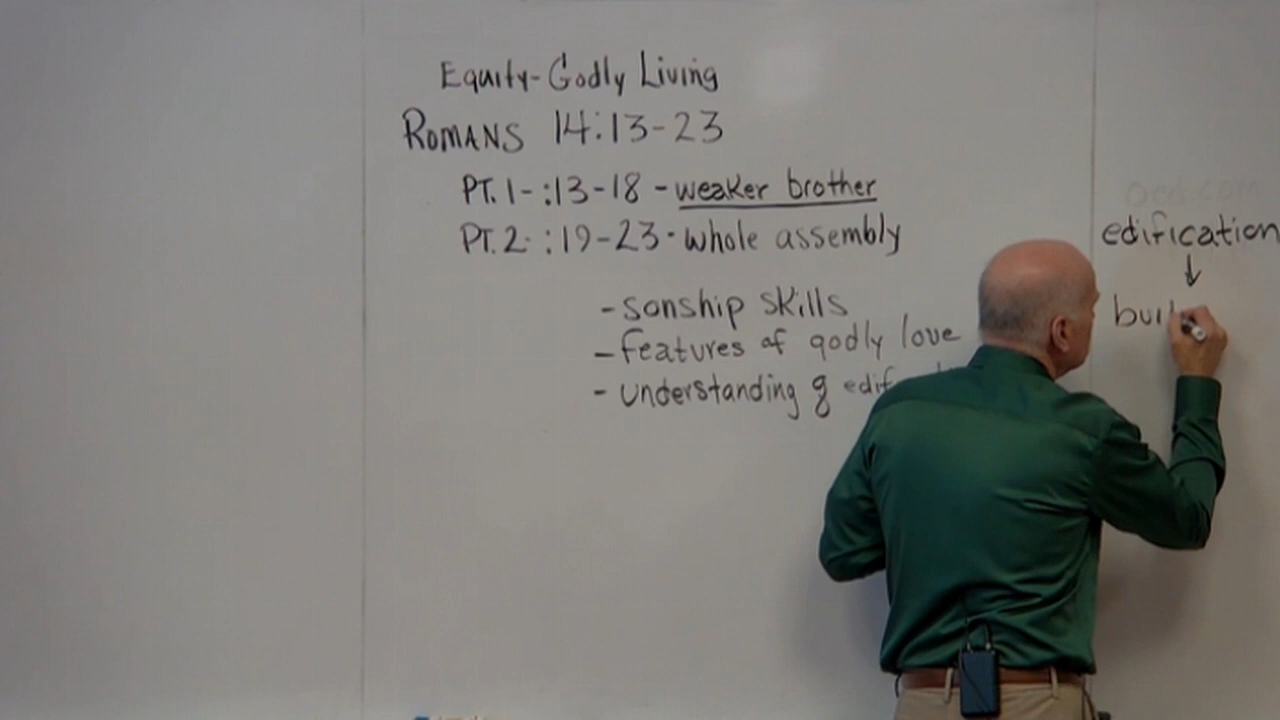 Equity-Godly Living
ROMANS 14:13-23
PT. 1-:13-18 - weaker brother
PT. 2- :19-23 - whole assembly
- sonship skills
- features of godly love
- understanding g edif
edification
↓
buil